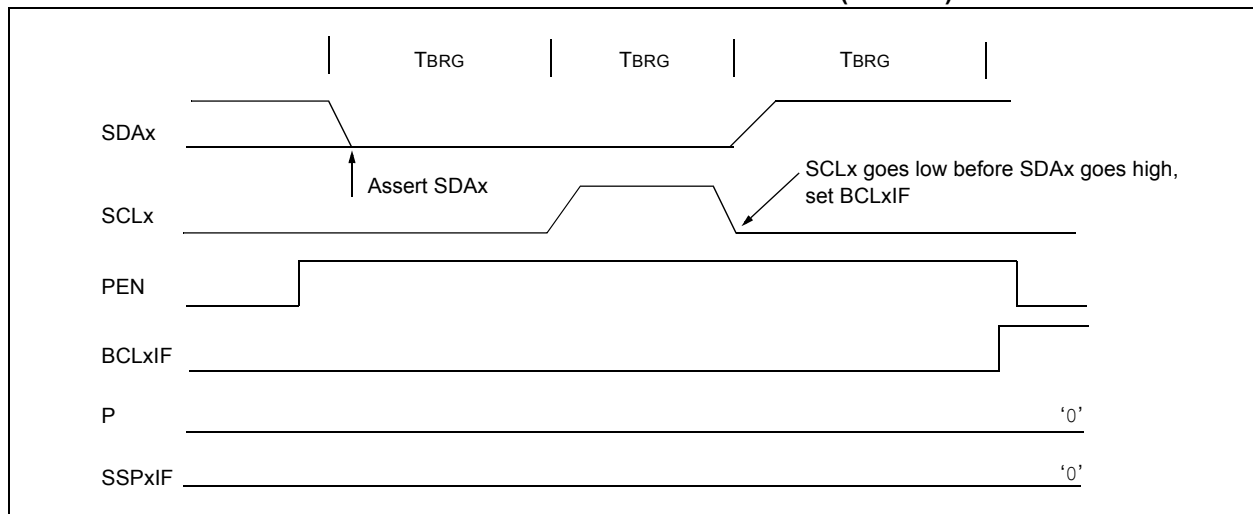 TBRG TBRG TBRG
SDAx
Assert SDAx
SCLx goes low before SDAx goes high,
set BCLxIF
SCLx
PEN
BCLxIF
P
‘0’
SSPxIF
‘0’